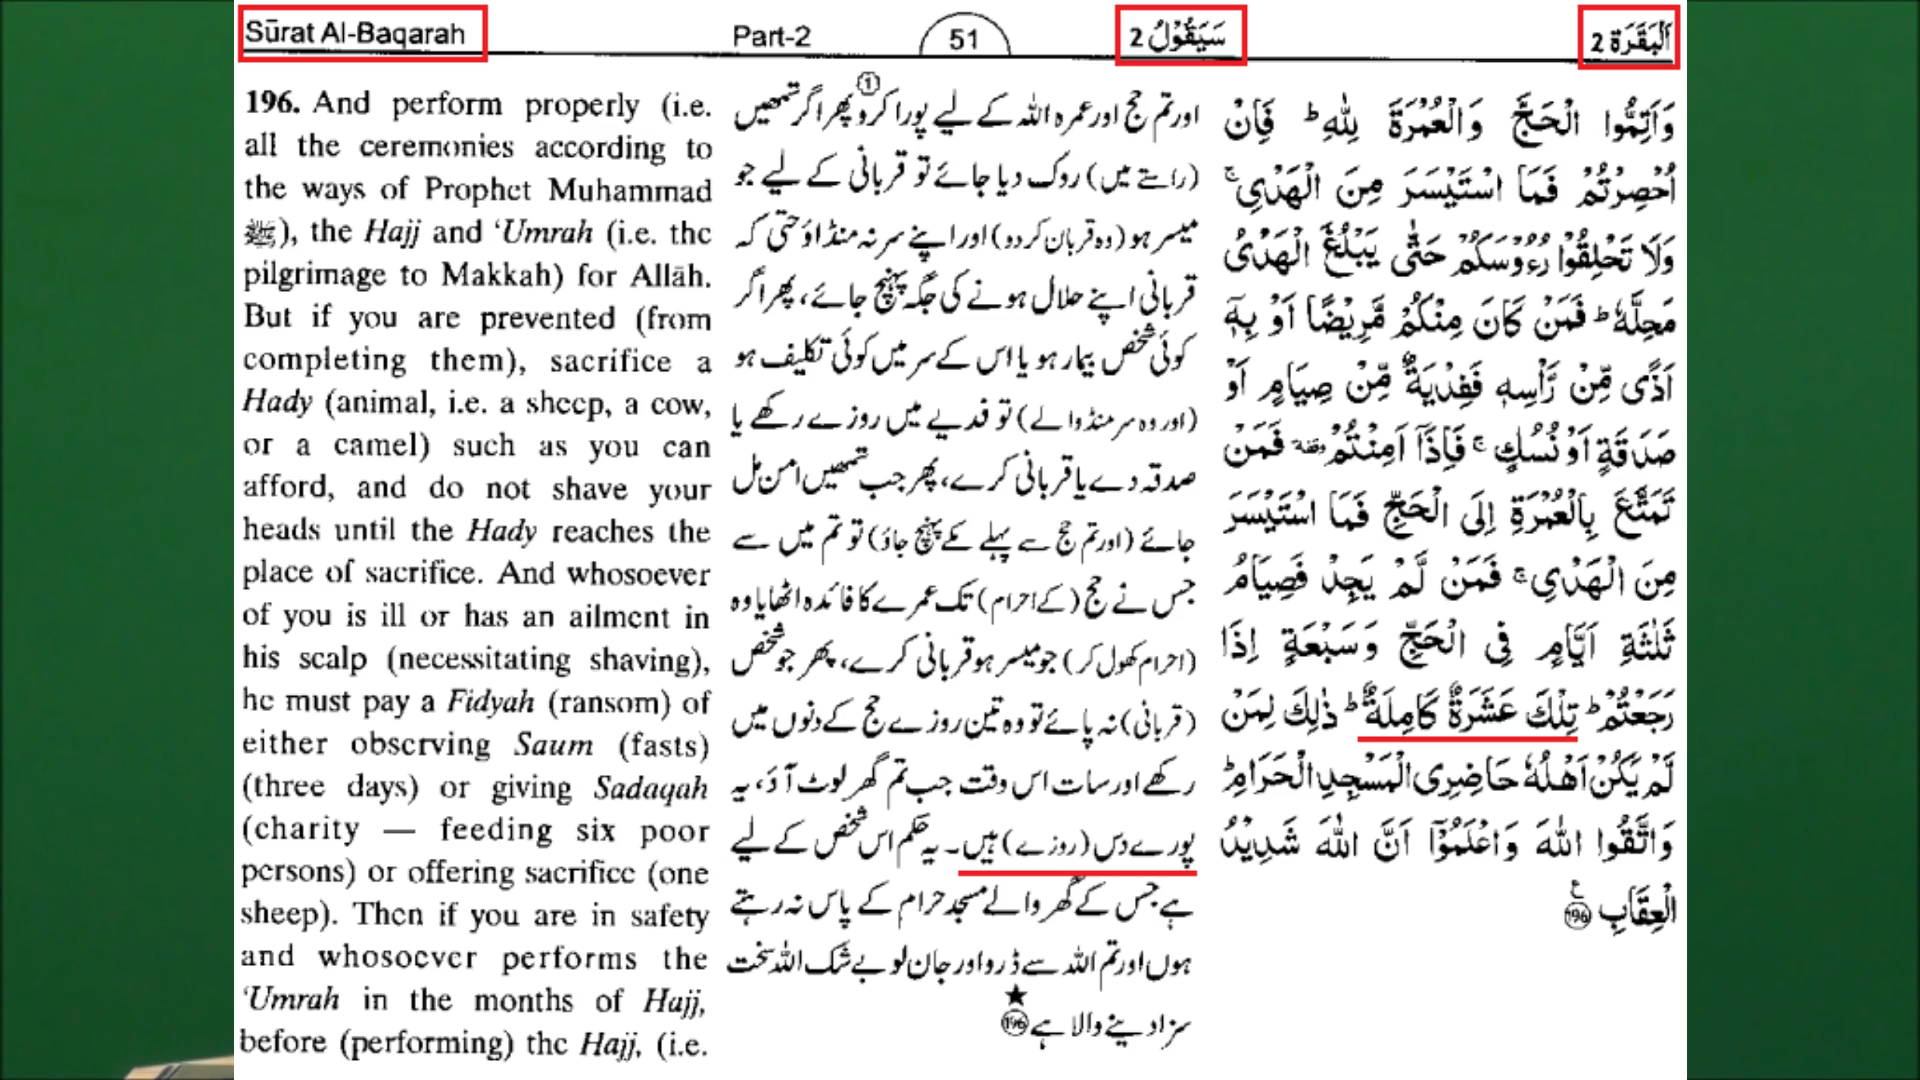 Sūrat Al-Baqarah
Part-2
51
سَيَقُوْلُ 2
اَلْبَقَرَة 2
196. And perform properly (i.e.
all the ceremonies according to
the ways of Prophet Muhammad
ﷺ), the Hajj and ‘Umrah (i.e. the
pilgrimage to Makkah) for Allāh.
But if you are prevented (from
completing them), sacrifice a
Hady (animal, i.e. a sheep, a cow,
or a camel) such as you can
afford, and do not shave your
heads until the Hady reaches the
place of sacrifice. And whosoever
of you is ill or has an ailment in
his scalp (necessitating shaving),
he must pay a Fidyah (ransom) of
either observing Saum (fasts)
(three days) or giving Sadaqah
(charity — feeding six poor
persons) or offering sacrifice (one
sheep). Then if you are in safety
and whosoever performs the
‘Umrah in the months of Hajj,
before (performing) the Hajj, (i.e.
اور تم حج اور عمرہ اللہ کے لیے پورا کرو① پھر اگر تمھیں
(راستے میں) روک دیا جائے تو قربانی کے لیے جو
میسر ہو (وہ قربان کر دو) اور اپنے سر نہ منڈاؤ حتی کہ
قربانی اپنے حلال ہونے کی جگہ پہنچ جائے، پھر اگر
کوئی شخص بیمار ہو یا اس کے سر میں کوئی تکلیف ہو
(اور وہ سر منڈوا لے) تو فدیے میں روزے رکھے یا
صدقہ دے یا قربانی کرے، پھر جب تمھیں امن مل
جائے (اور تم حج سے پہلے مکے پہنچ جاؤ) تو تم میں سے
جس نے حج (کے احرام) تک عمرے کا فائدہ اٹھایا وہ
(احرام کھول کر) جو میسر ہو قربانی کرے، پھر جو شخص
(قربانی) نہ پائے تو وہ تین روزے حج کے دنوں میں
رکھے اور سات اس وقت جب تم گھر لوٹ آؤ، یہ
پورے دس (روزے) ہیں۔ یہ حکم اس شخص کے لیے
ہے جس کے گھر والے مسجد حرام کے پاس نہ رہتے
ہوں اور تم اللہ سے ڈرو اور جان لو بے شک اللہ سخت
سزا دینے والا ہے ★ 196
وَاَتِمُّوا الْحَجَّ وَالْعُمْرَةَ لِلّٰهِ ؕ فَاِنْ
اُحْصِرْتُمْ فَمَا اسْتَيْسَرَ مِنَ الْهَدْىِ ۚ
وَلَا تَحْلِقُوْا رُءُوْسَكُمْ حَتّٰى يَبْلُغَ الْهَدْىُ
مَحِلَّهٗ ؕ فَمَنْ كَانَ مِنْكُمْ مَّرِيْضًا اَوْ بِهٖٓ
اَذًى مِّنْ رَّاْسِهٖ فَفِدْيَةٌ مِّنْ صِيَامٍ اَوْ
صَدَقَةٍ اَوْ نُسُكٍ ۚ فَاِذَآ اَمِنْتُمْ وقفة فَمَنْ
تَمَتَّعَ بِالْعُمْرَةِ اِلَى الْحَجِّ فَمَا اسْتَيْسَرَ
مِنَ الْهَدْىِ ۚ فَمَنْ لَّمْ يَجِدْ فَصِيَامُ
ثَلٰثَةِ اَيَّامٍ فِى الْحَجِّ وَسَبْعَةٍ اِذَا
رَجَعْتُمْ ؕ تِلْكَ عَشَرَةٌ كَامِلَةٌ ؕ ذٰلِكَ لِمَنْ
لَّمْ يَكُنْ اَهْلُهٗ حَاضِرِى الْمَسْجِدِ الْحَرَامِ ؕ
وَاتَّقُوا اللّٰهَ وَاعْلَمُوْٓا اَنَّ اللّٰهَ شَدِيْدُ
الْعِقَابِ 196 ع